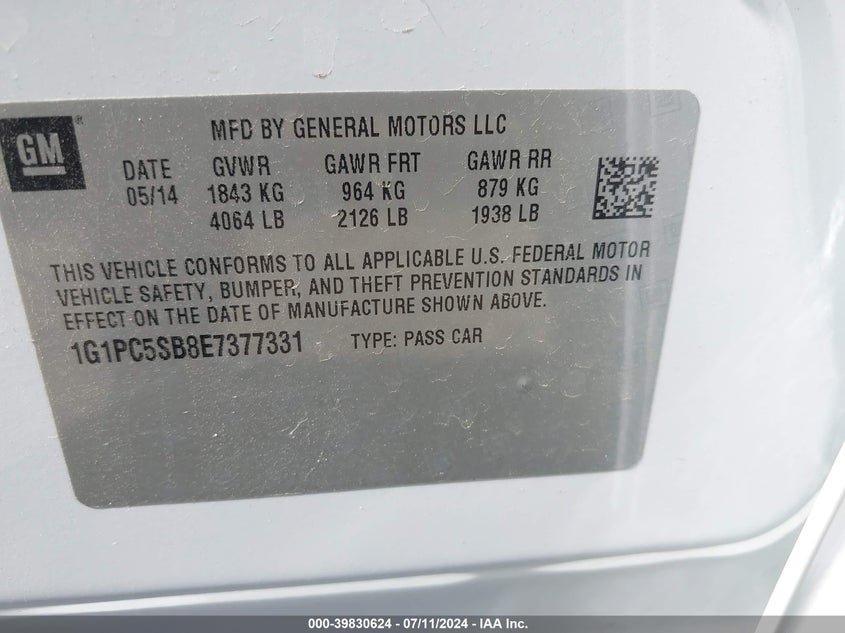 GM®
MFD BY GENERAL MOTORS LLC
DATE GVWR GAWR FRT GAWR RR
05/14 1843 KG 964 KG 879 KG
4064 LB 2126 LB 1938 LB
THIS VEHICLE CONFORMS TO ALL APPLICABLE U.S. FEDERAL MOTOR
VEHICLE SAFETY, BUMPER, AND THEFT PREVENTION STANDARDS IN
EFFECT ON THE DATE OF MANUFACTURE SHOWN ABOVE.
1G1PC5SB8E7377331 TYPE: PASS CAR
000-39830624 - 07/11/2024 - IAA Inc.